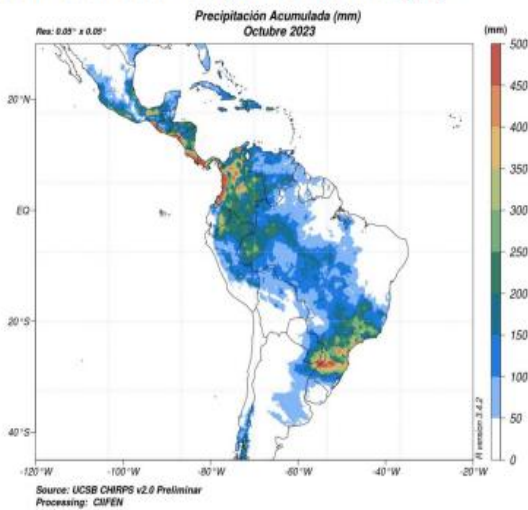 Precipitación Acumulada (mm)
Res: 0.05° x 0.05°
Octubre 2023
(mm)
500
450
400
350
300
250
200
150
100
50
0
20°N
EQ
20°S
40°S
-120°W
-100°W
-80°W
-60°W
-40°W
-20°W
R version 3.4.2
Source: UCSB CHIRPS v2.0 Preliminar
Processing: CIIFEN